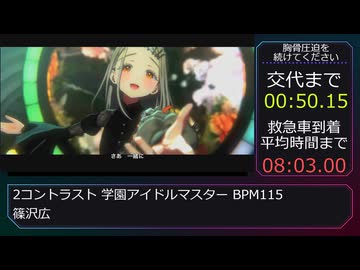 胸骨圧迫を
続けてください
交代まで
00:50.15
救急車到着
平均時間まで
08:03.00
さあ 一緒に
2コントラスト 学園アイドルマスター BPM115
篠沢広